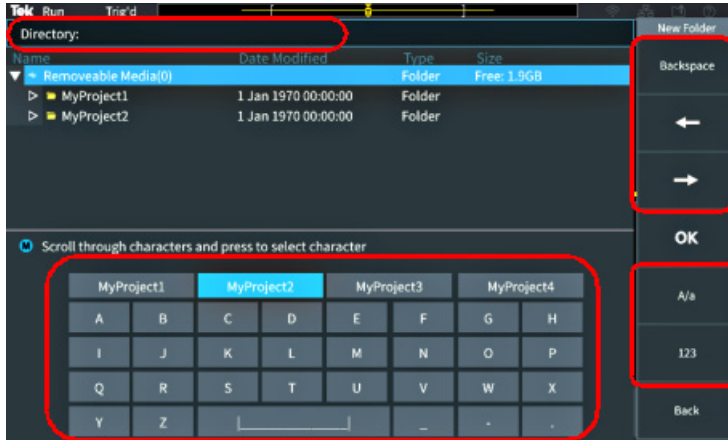 Tek Run Trig'd
Directory:
New Folder
Name Date Modified Type Size
Removeable Media(0) Folder Free: 1.9GB
MyProject1 1 Jan 1970 00:00:00 Folder
MyProject2 1 Jan 1970 00:00:00 Folder
Backspace
OK
M Scroll through characters and press to select character
MyProject1 MyProject2 MyProject3 MyProject4
A B C D E F G H
I J K L M N O P
Q R S T U V W X
Y Z _ - .
A/a
123
Back